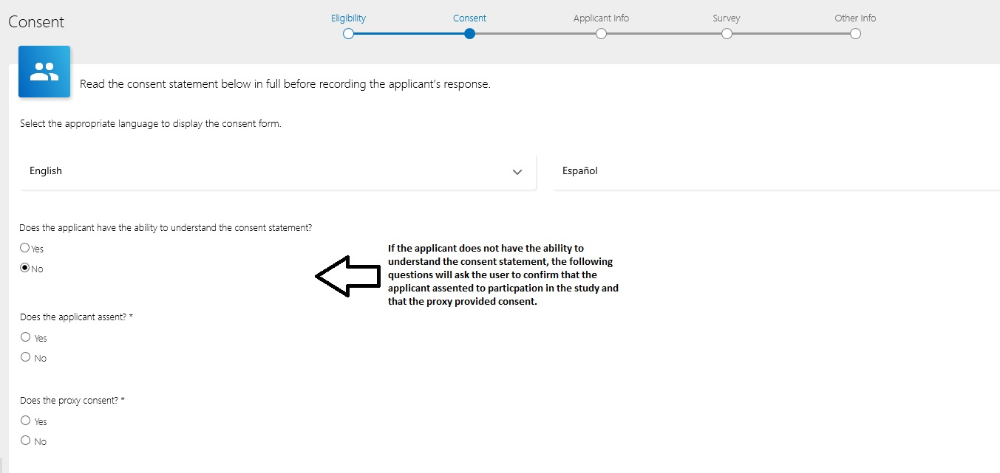 Consent
Eligibility
Consent
Applicant Info
Survey
Other Info
Read the consent statement below in full before recording the applicant’s response.
Select the appropriate language to display the consent form.
English
Español
Does the applicant have the ability to understand the consent statement?
Yes
No
If the applicant does not have the ability to
understand the consent statement, the following
questions will ask the user to confirm that the
applicant assented to particpation in the study and
that the proxy provided consent.
Does the applicant assent? *
Yes
No
Does the proxy consent? *
Yes
No